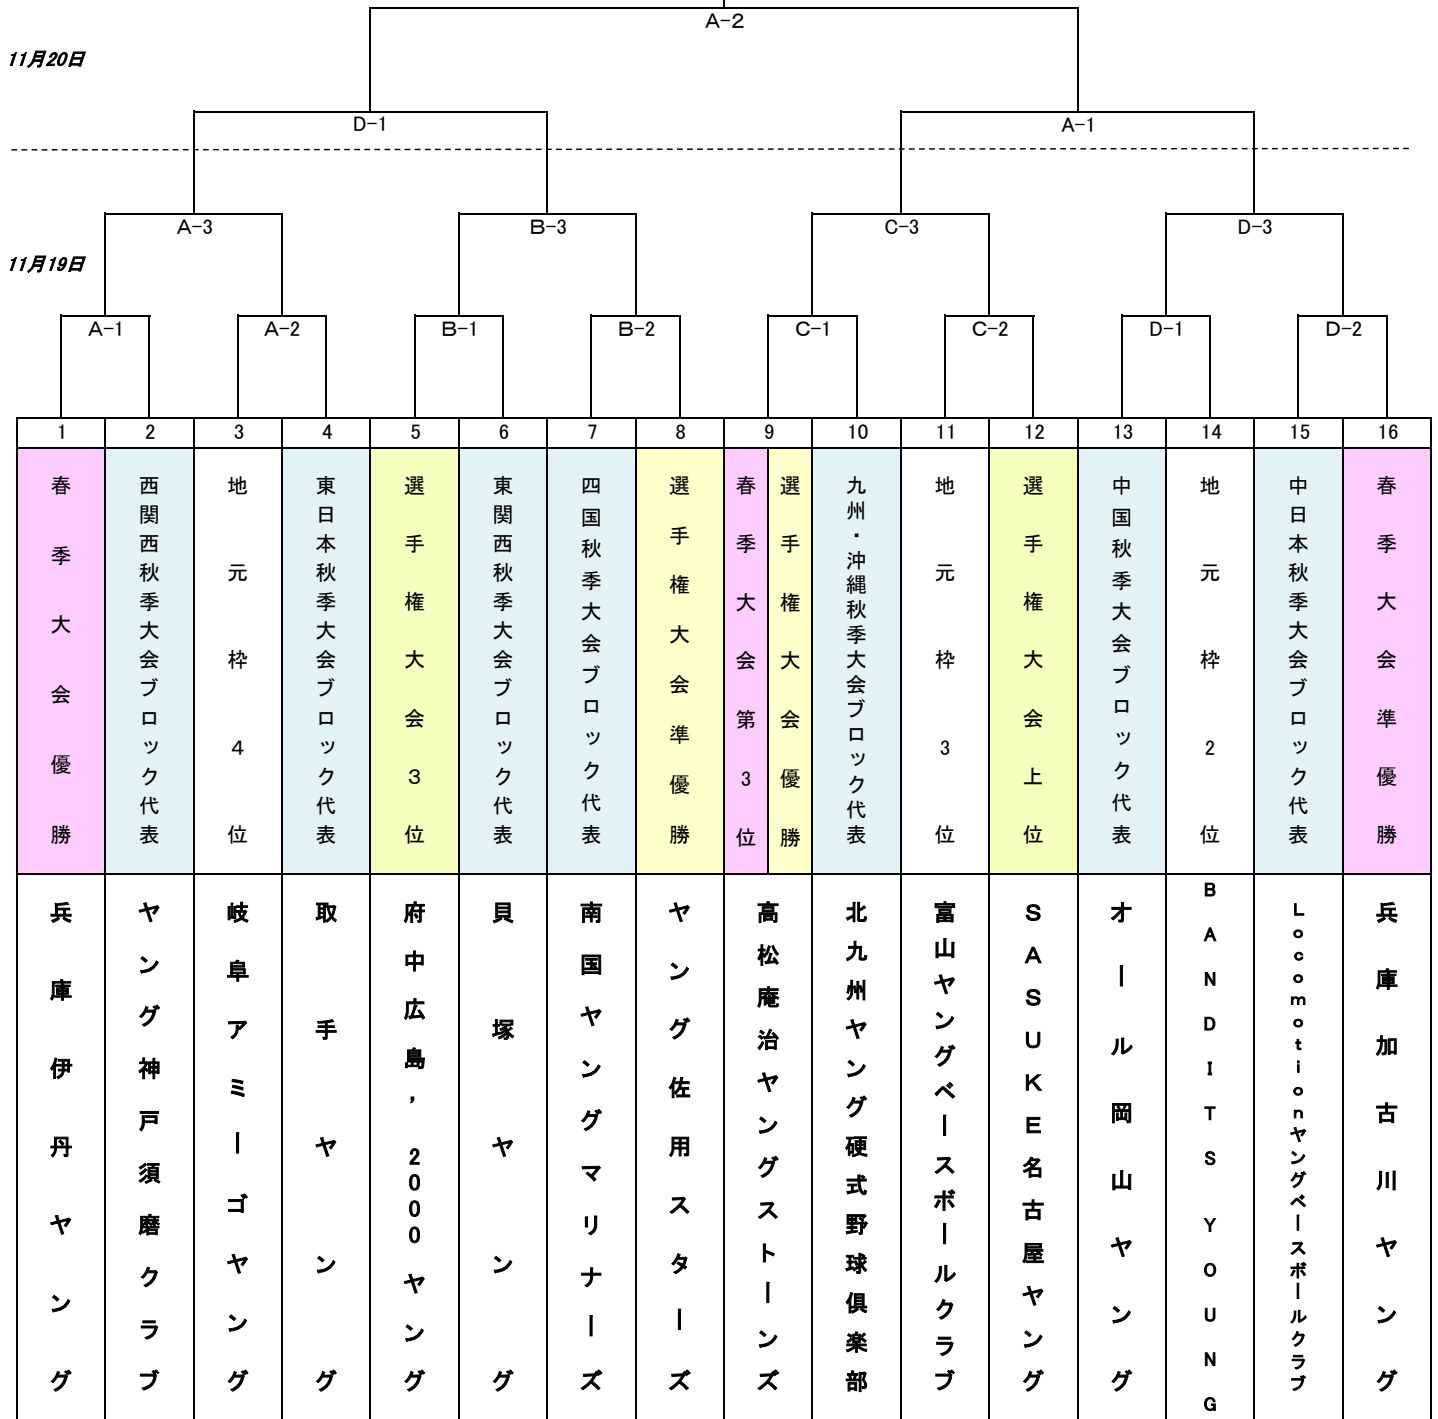 A-2
11月20日
D-1
A-1
A-3
B-3
C-3
D-3
11月19日
A-1
A-2
B-1
B-2
C-1
C-2
D-1
D-2
1
2
3
4
5
6
7
8
9
10
11
12
13
14
15
16
春季大会優勝
西関西秋季大会ブロック代表
地元枠4位
東日本秋季大会ブロック代表
選手権大会3位
東関西秋季大会ブロック代表
四国秋季大会ブロック代表
選手権大会準優勝
春季大会第3位
選手権大会優勝
九州・沖縄秋季大会ブロック代表
地元枠3位
選手権大会上位
中国秋季大会ブロック代表
地元枠2位
中日本秋季大会ブロック代表
春季大会準優勝
兵庫伊丹ヤング
ヤング神戸須磨クラブ
岐阜アミーゴヤング
取手ヤング
府中広島，2000ヤング
貝塚ヤング
南国ヤングマリナーズ
ヤング佐用スターズ
高松庵治ヤングストーンズ
北九州ヤング硬式野球倶楽部
富山ヤングベースボールクラブ
SASUKE名古屋ヤング
オール岡山ヤング
BANDITS YOUNG
Locomotionヤングベースボールクラブ
兵庫加古川ヤング